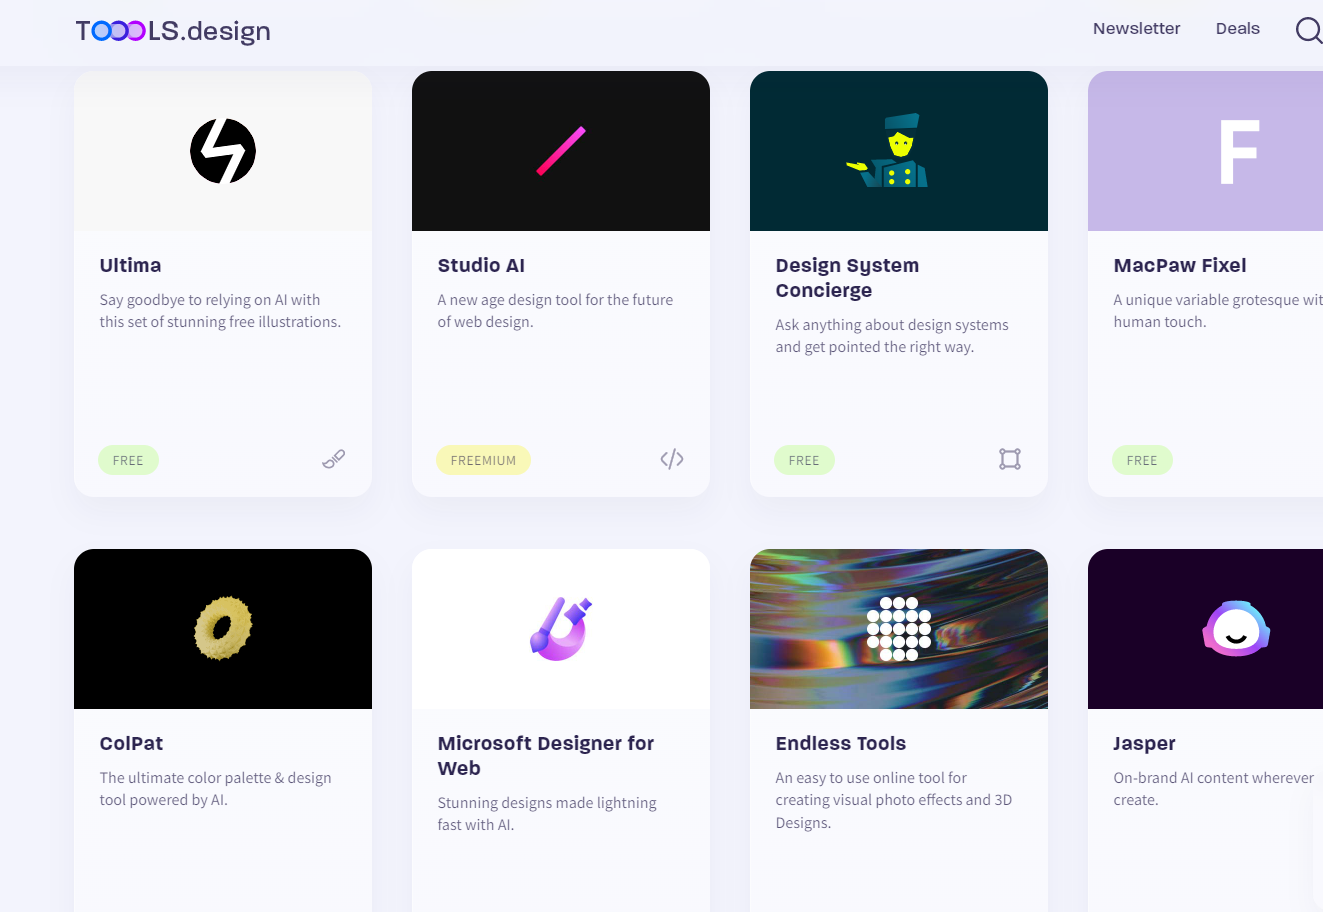 TOOOLS.design
Newsletter
Deals
F
Ultima
Say goodbye to relying on AI with
this set of stunning free illustrations.
FREE
Studio AI
A new age design tool for the future
of web design.
FREEMIUM
Design System
Concierge
Ask anything about design systems
and get pointed the right way.
FREE
MacPaw Fixel
A unique variable grotesque wit
human touch.
FREE
ColPat
The ultimate color palette & design
tool powered by AI.
Microsoft Designer for
Web
Stunning designs made lightning
fast with AI.
Endless Tools
An easy to use online tool for
creating visual photo effects and 3D
Designs.
Jasper
On-brand AI content wherever
create.